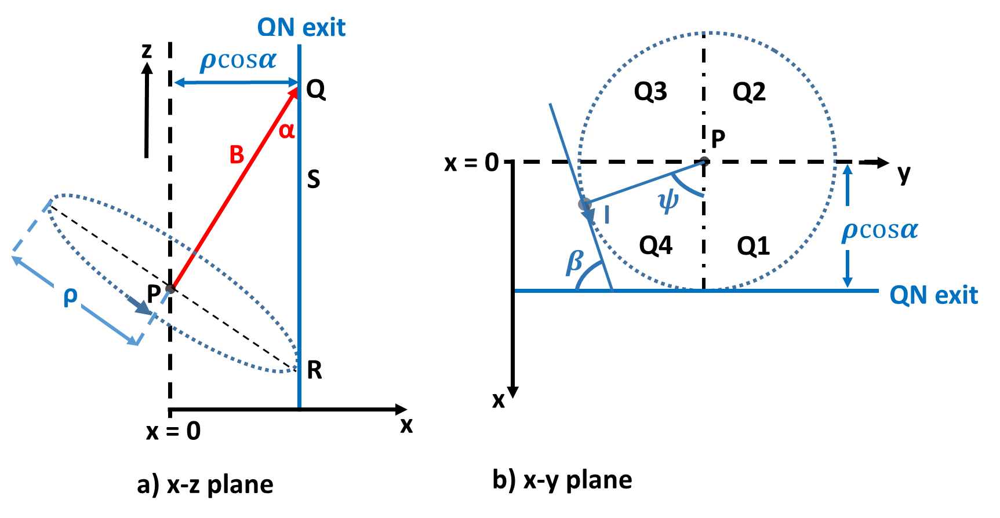 QN exit
z
ρcosα
Q
α
B
S
P
ρ
R
x
x = 0
a) x-z plane
Q3
Q2
P
x = 0
y
ψ
I
ρcosα
Q4
Q1
β
QN exit
x
b) x-y plane